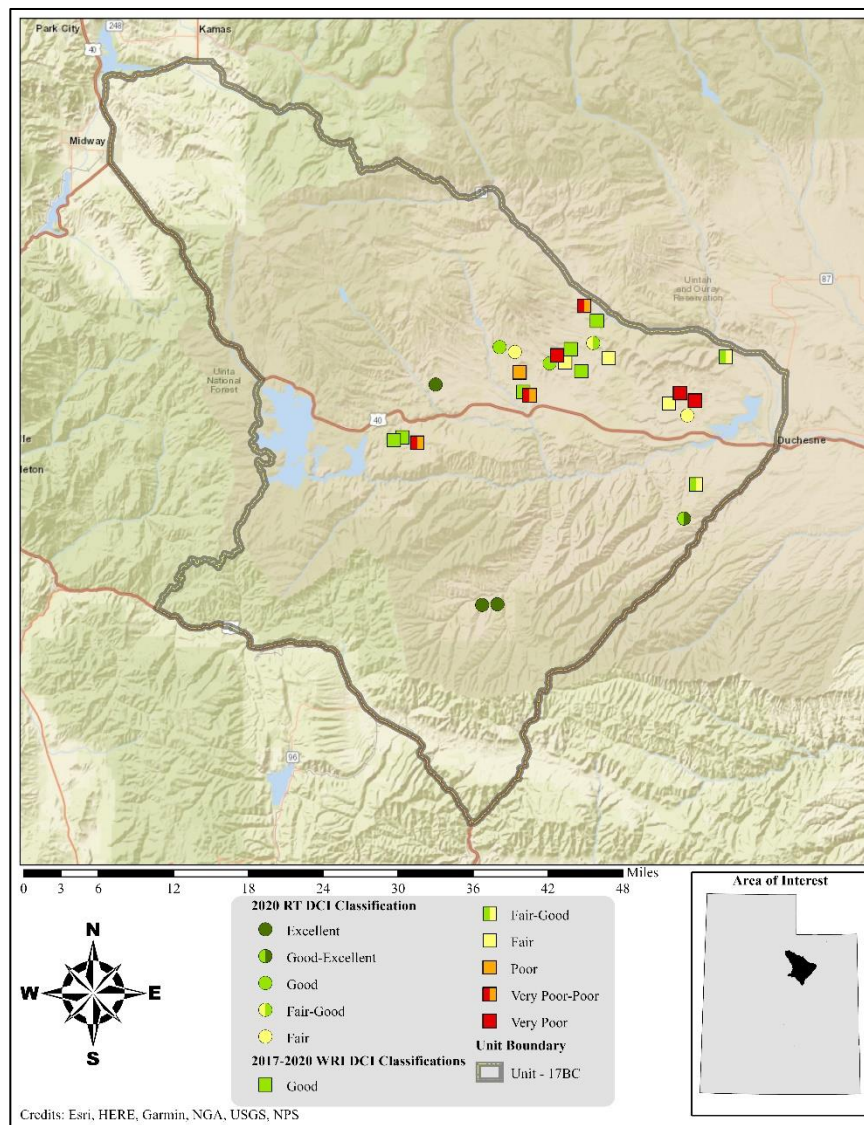 Park City
248
Kamas
40
Midway
87
Uintah
and Ouray
Reservation
Uinta
National
Forest
40
lle
Duchesne
leton
96
Miles
0 3 6 12 18 24 30 36 42 48
2020 RT DCI Classification
Excellent
Good-Excellent
Good
Fair-Good
Fair
2017-2020 WRI DCI Classifications
Good
Fair-Good
Fair
Poor
Very Poor-Poor
Very Poor
Unit Boundary
Unit - 17BC
Area of Interest
N
W E
S
Credits: Esri, HERE, Garmin, NGA, USGS, NPS